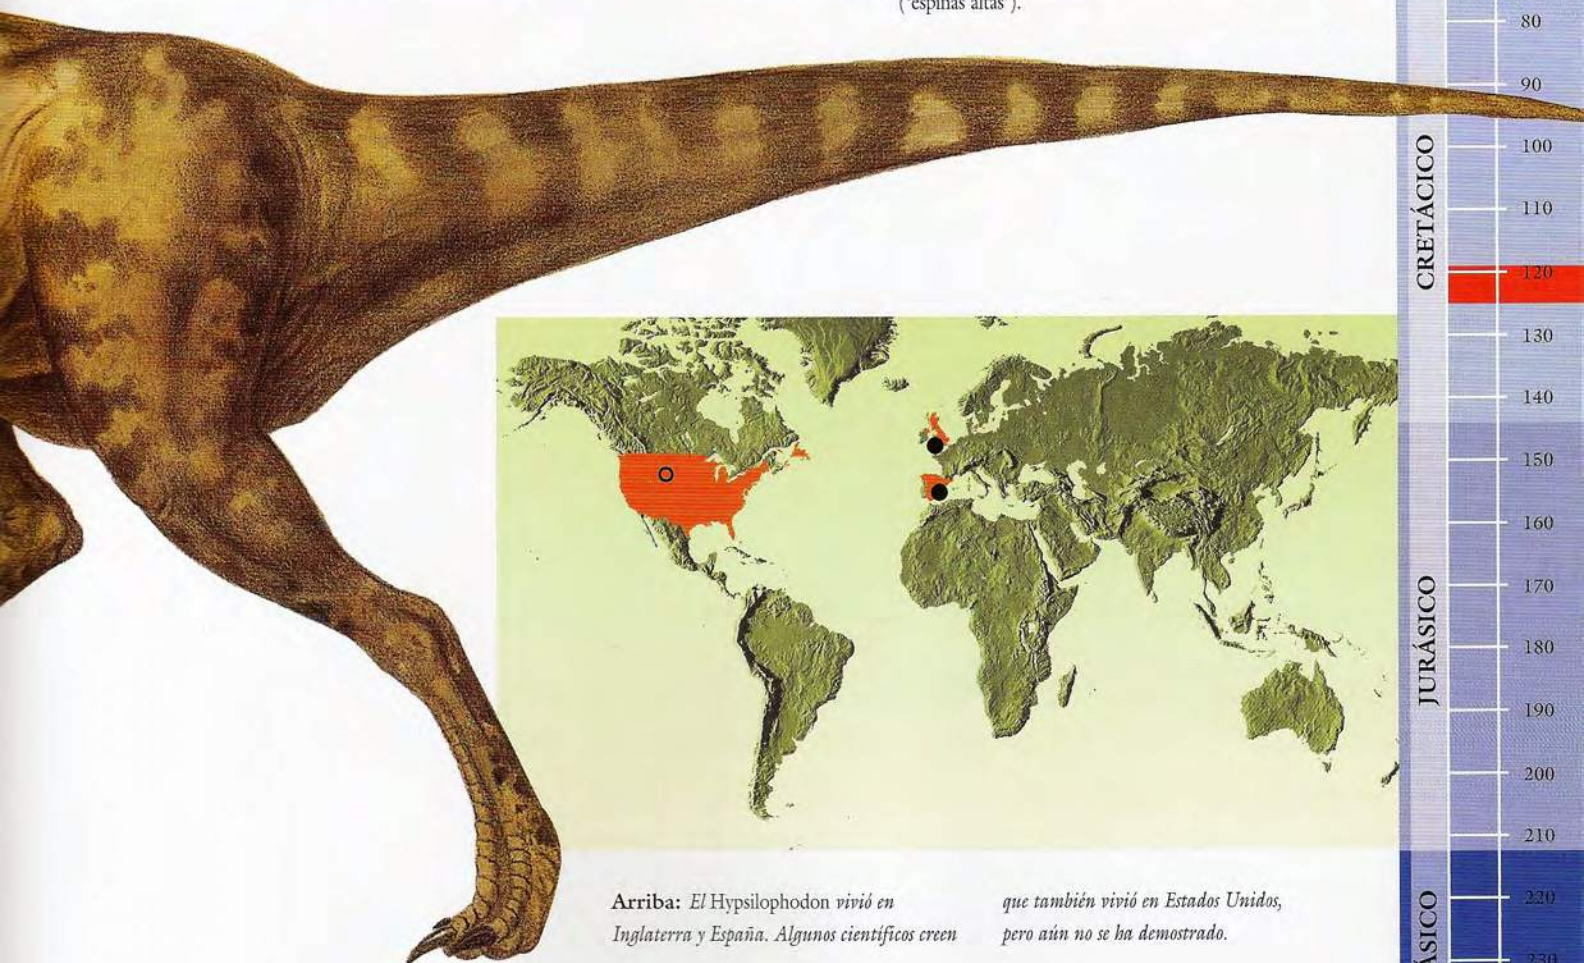 ("espinas altas").
80
90
100
110
120
130
140
150
160
170
180
190
200
210
220
230
CRETÁCICO
JURÁSICO
ÁSICO
Arriba: El Hypsilophodon vivió en
Inglaterra y España. Algunos científicos creen
que también vivió en Estados Unidos,
pero aún no se ha demostrado.